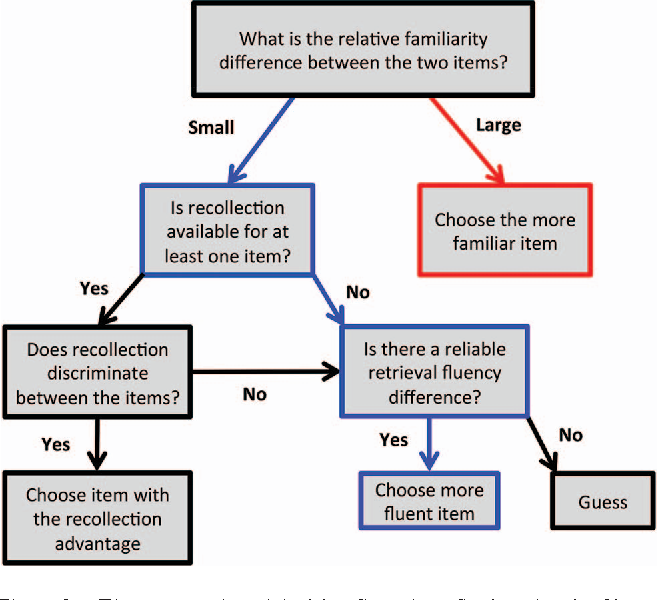 What is the relative familiarity
difference between the two items?
Small
Large
Is recollection
available for at
least one item?
Choose the more
familiar item
Yes
No
Does recollection
discriminate
between the items?
No
Is there a reliable
retrieval fluency
difference?
Yes
Yes
No
Choose item with
the recollection
advantage
Choose more
fluent item
Guess